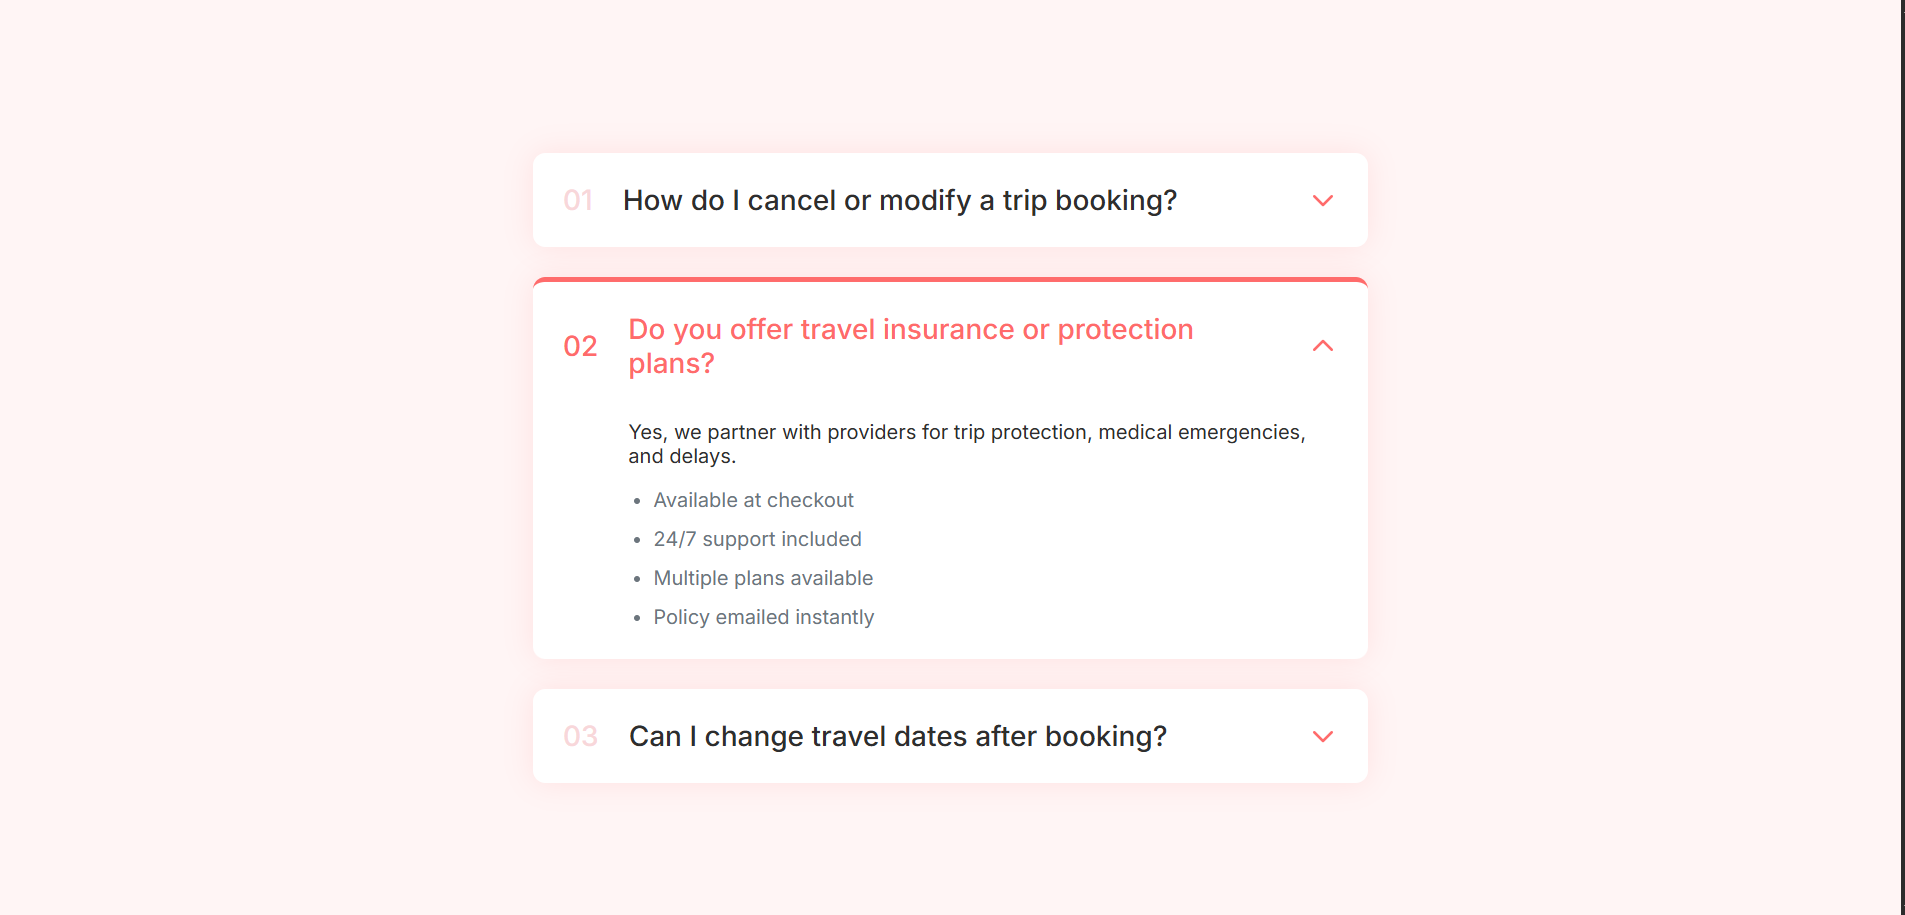 01 How do I cancel or modify a trip booking?
02 Do you offer travel insurance or protection
plans?
Yes, we partner with providers for trip protection, medical emergencies,
and delays.
• Available at checkout
• 24/7 support included
• Multiple plans available
• Policy emailed instantly
03 Can I change travel dates after booking?